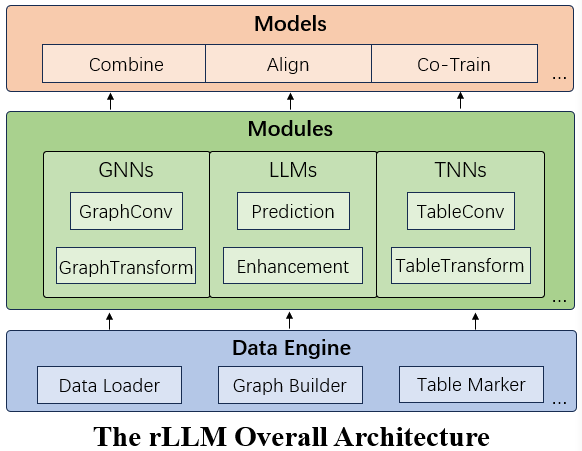 Models
Combine Align Co-Train
...
Modules
GNNs LLMs TNNs
GraphConv Prediction TableConv
GraphTransform Enhancement TableTransform
...
Data Engine
Data Loader Graph Builder Table Marker
...
The rLLM Overall Architecture